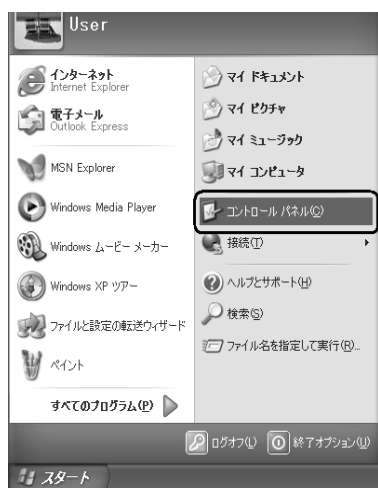 User
インターネット
Internet Explorer
電子メール
Outlook Express
MSN Explorer
Windows Media Player
Windows ムービー メーカー
Windows XP ツアー
ファイルと設定の転送ウィザード
ペイント
すべてのプログラム(P)
マイ ドキュメント
マイ ピクチャ
マイ ミュージック
マイ コンピュータ
コントロール パネル(C)
接続(T)
ヘルプとサポート(H)
検索(S)
ファイル名を指定して実行(R)...
ログオフ(L)
終了オプション(U)
スタート